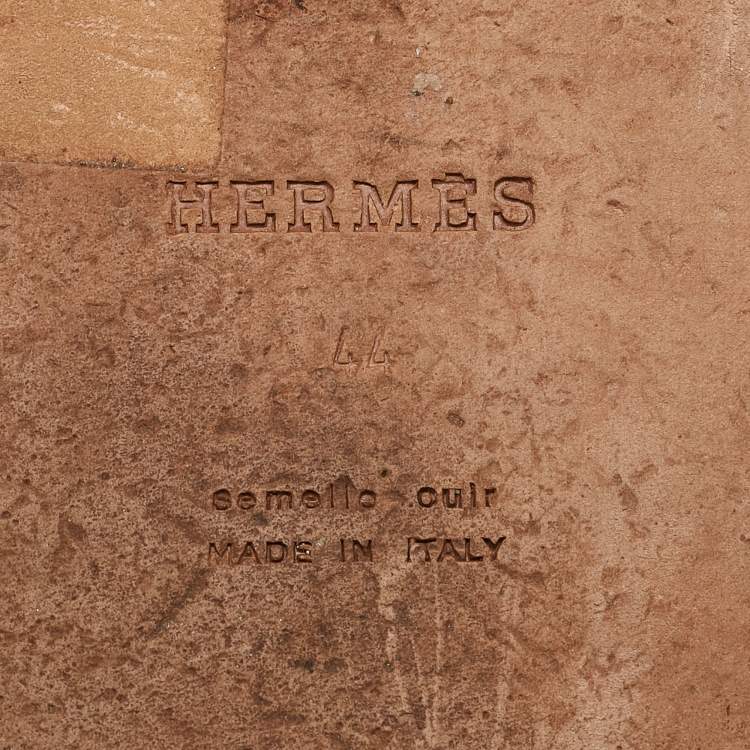 HERMÈS
44
semelle cuir
MADE IN ITALY